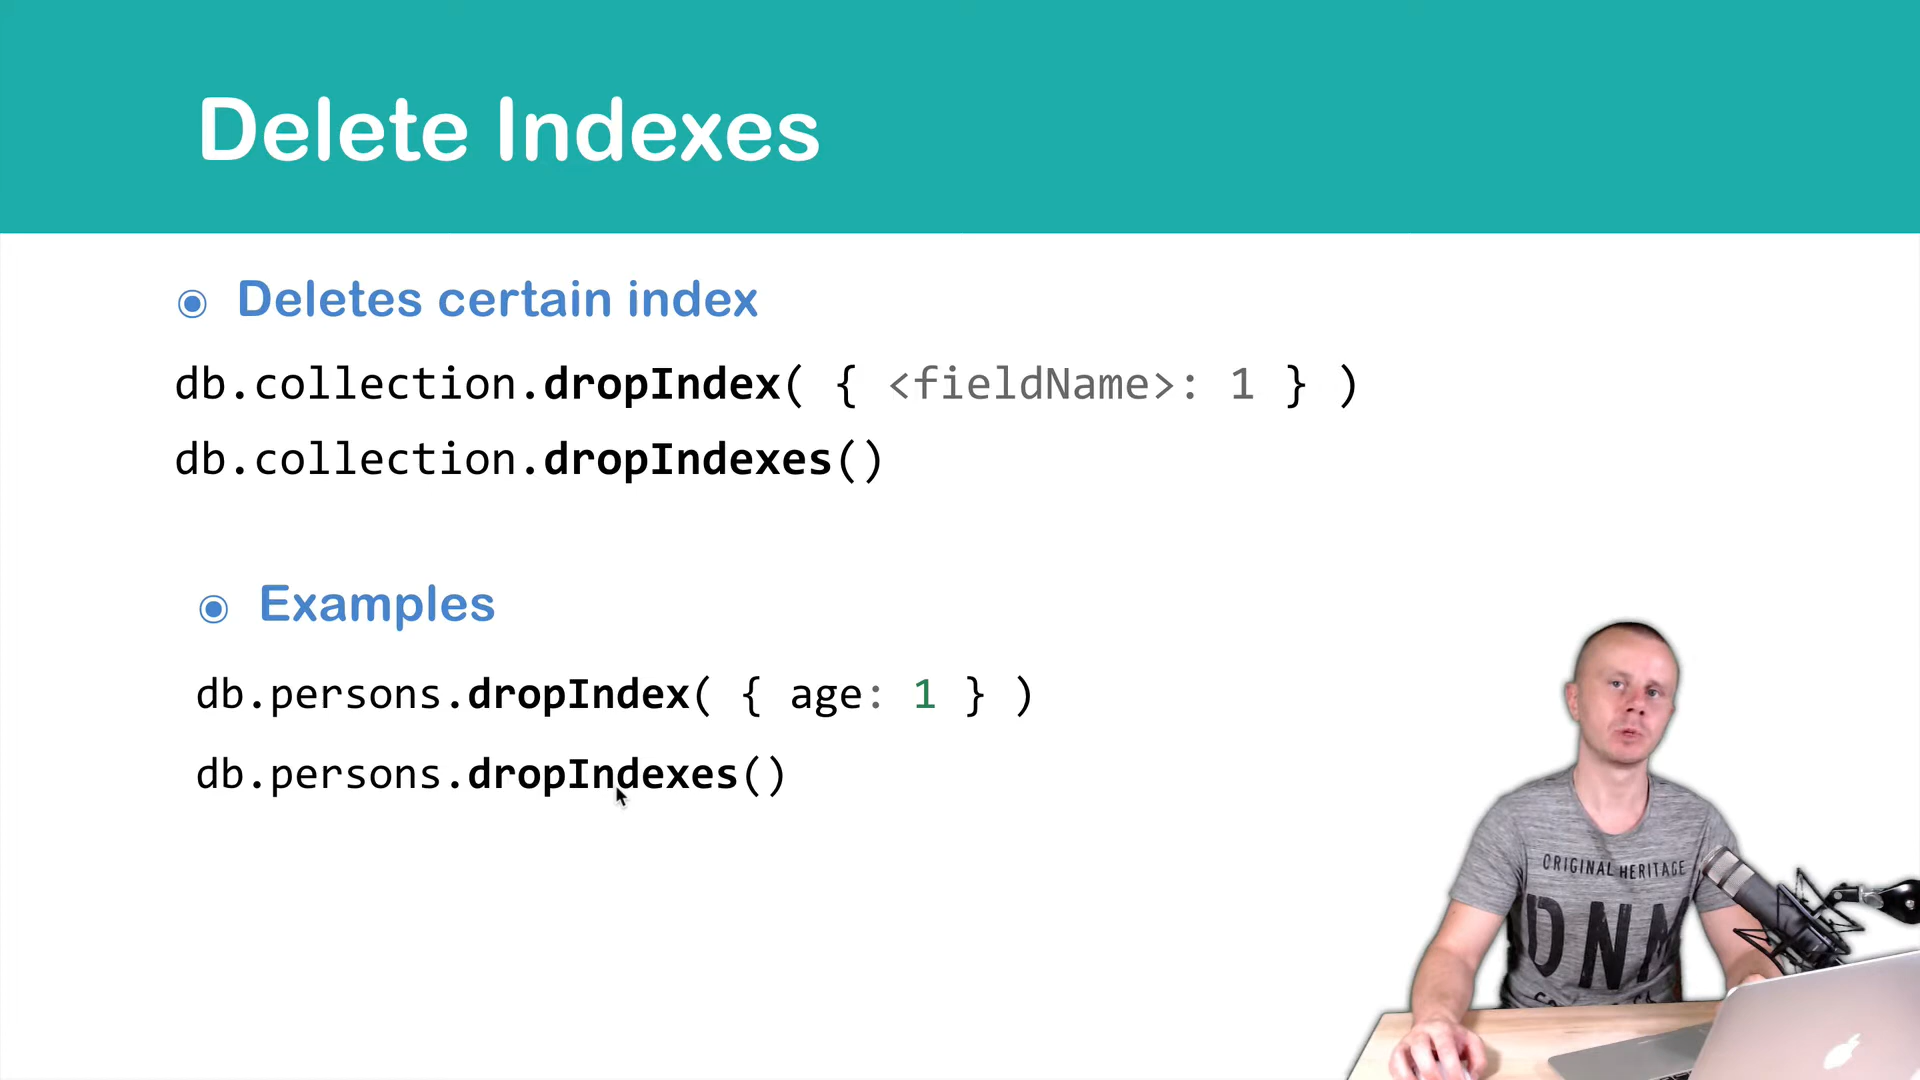 Delete Indexes
Deletes certain index
db.collection.dropIndex( { <fieldName>: 1 } )
db.collection.dropIndexes()
Examples
db.persons.dropIndex( { age: 1 } )
db.persons.dropIndexes()
ORIGINAL HERITAGE